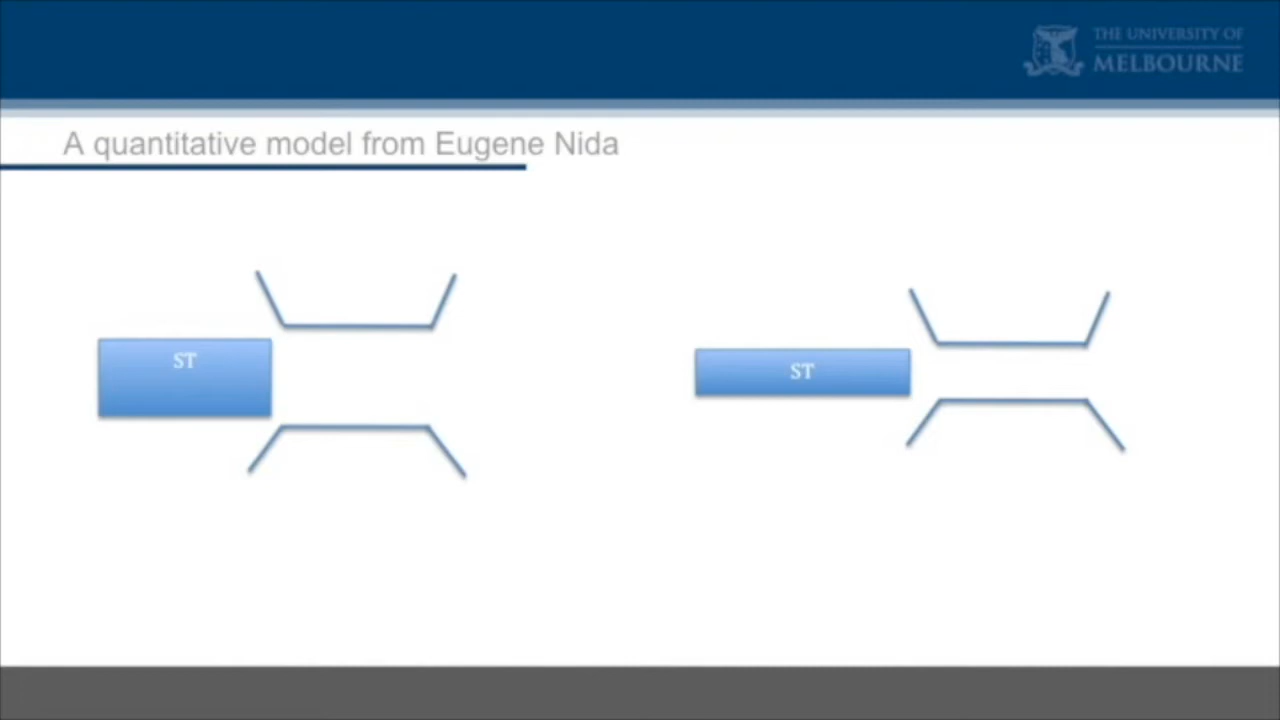 THE UNIVERSITY OF
MELBOURNE
A quantitative model from Eugene Nida
ST
ST